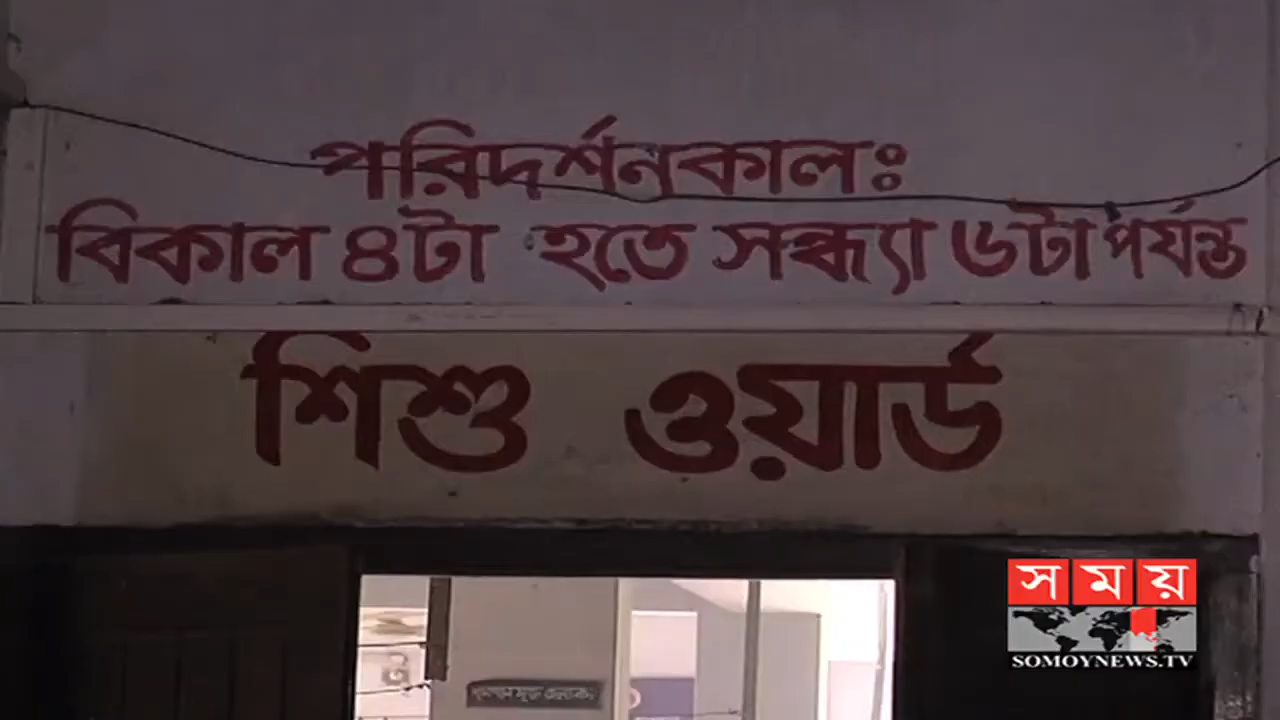 পরিদর্শনকালঃ
বিকাল ৪টা হতে সন্ধ্যা ৬টা পর্যন্ত
শিশু ওয়ার্ড
সময়
SOMOYNEWS.TV